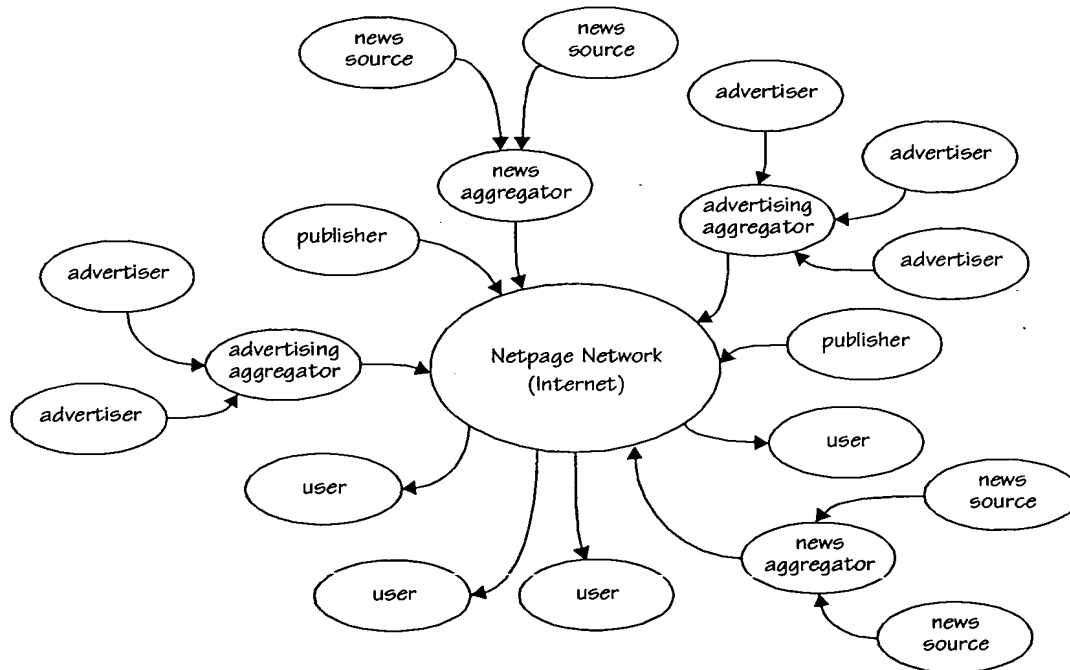 news
source
news
source
advertiser
advertiser
news
aggregator
advertising
aggregator
publisher
advertiser
advertiser
publisher
Netpage Network
(Internet)
advertising
aggregator
advertiser
user
user
news
source
news
aggregator
user
user
news
source